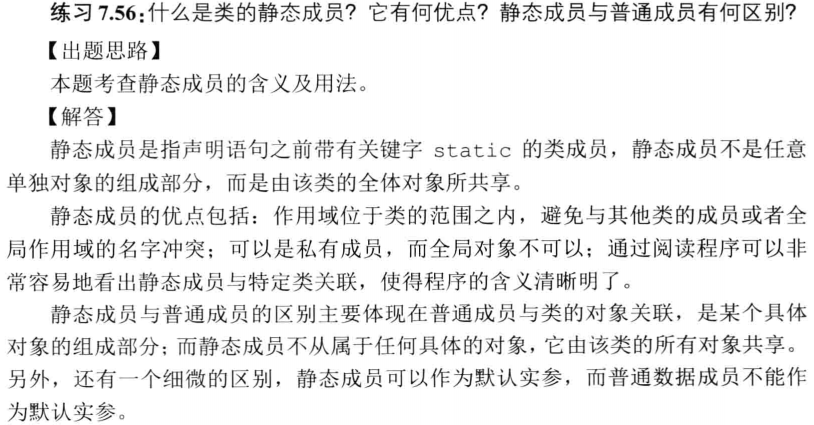 练习 7.56:什么是类的静态成员？它有何优点？静态成员与普通成员有何区别？
【出题思路】
本题考查静态成员的含义及用法。
【解答】
静态成员是指声明语句之前带有关键字 static 的类成员，静态成员不是任意
单独对象的组成部分，而是由该类的全体对象所共享。
静态成员的优点包括：作用域位于类的范围之内，避免与其他类的成员或者全
局作用域的名字冲突；可以是私有成员，而全局对象不可以；通过阅读程序可以非
常容易地看出静态成员与特定类关联，使得程序的含义清晰明了。
静态成员与普通成员的区别主要体现在普通成员与类的对象关联，是某个具体
对象的组成部分；而静态成员不从属于任何具体的对象，它由该类的所有对象共享。
另外，还有一个细微的区别，静态成员可以作为默认实参，而普通数据成员不能作
为默认实参。